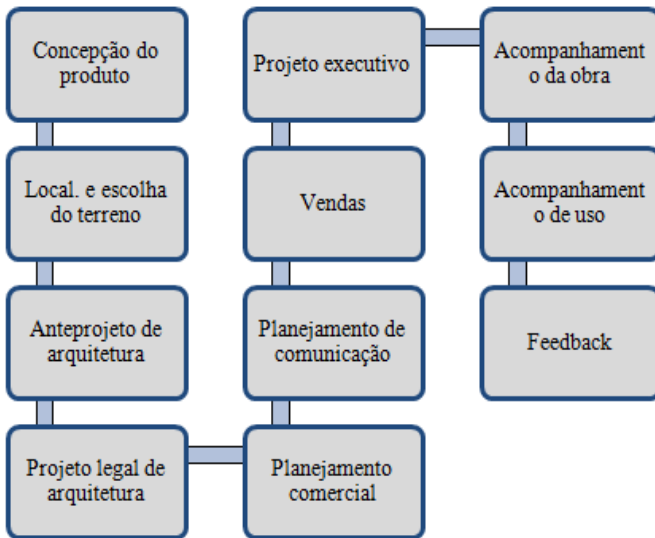 Concepção do
produto
Local. e escolha
do terreno
Anteprojeto de
arquitetura
Projeto legal de
arquitetura
Planejamento
comercial
Planejamento de
comunicação
Vendas
Projeto executivo
Acompanhament
o da obra
Acompanhament
o de uso
Feedback